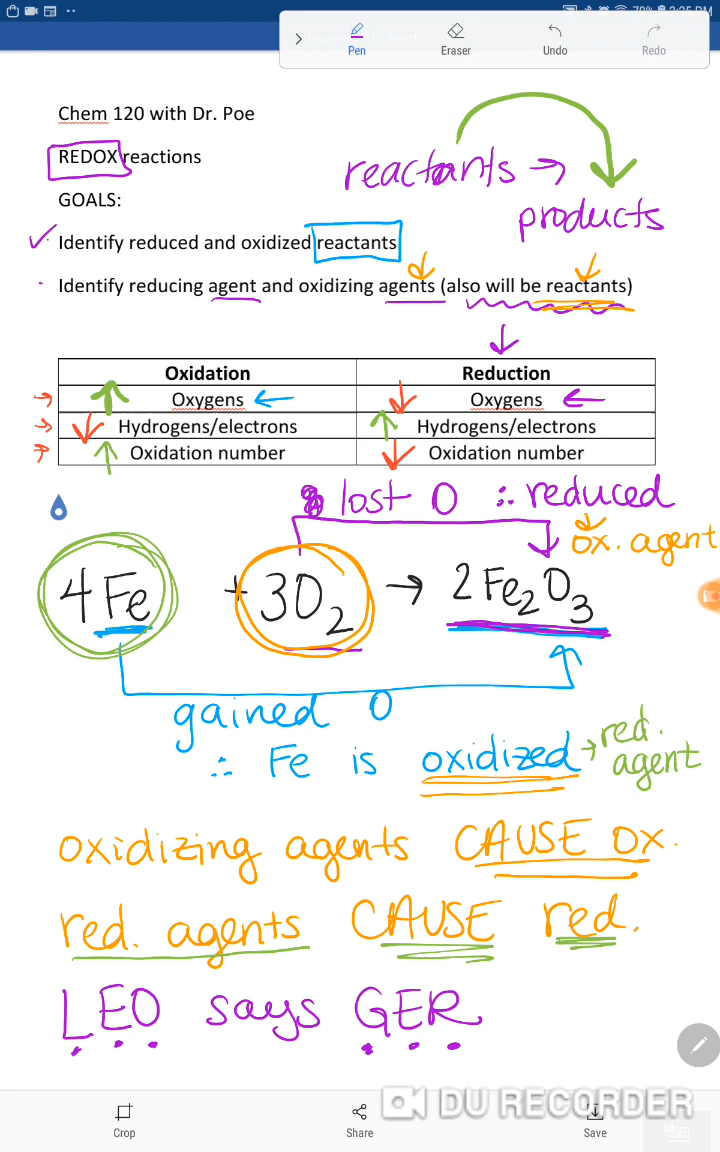 Pen
Eraser
Undo
Redo
Chem 120 with Dr. Poe
REDOX reactions
reactants →
products
GOALS:
Identify reduced and oxidized reactants
Identify reducing agent and oxidizing agents (also will be reactants)
Oxidation Reduction
Oxygens Oxygens
Hydrogens/electrons Hydrogens/electrons
Oxidation number Oxidation number
lost O ∴ reduced
ox. agent
4Fe + 3O₂ → 2Fe₂O₃
gained O
∴ Fe is oxidized → red. agent
oxidizing agents CAUSE OX.
red. agents CAUSE red.
LEO says GER
DU RECORDER
Crop
Share
Save